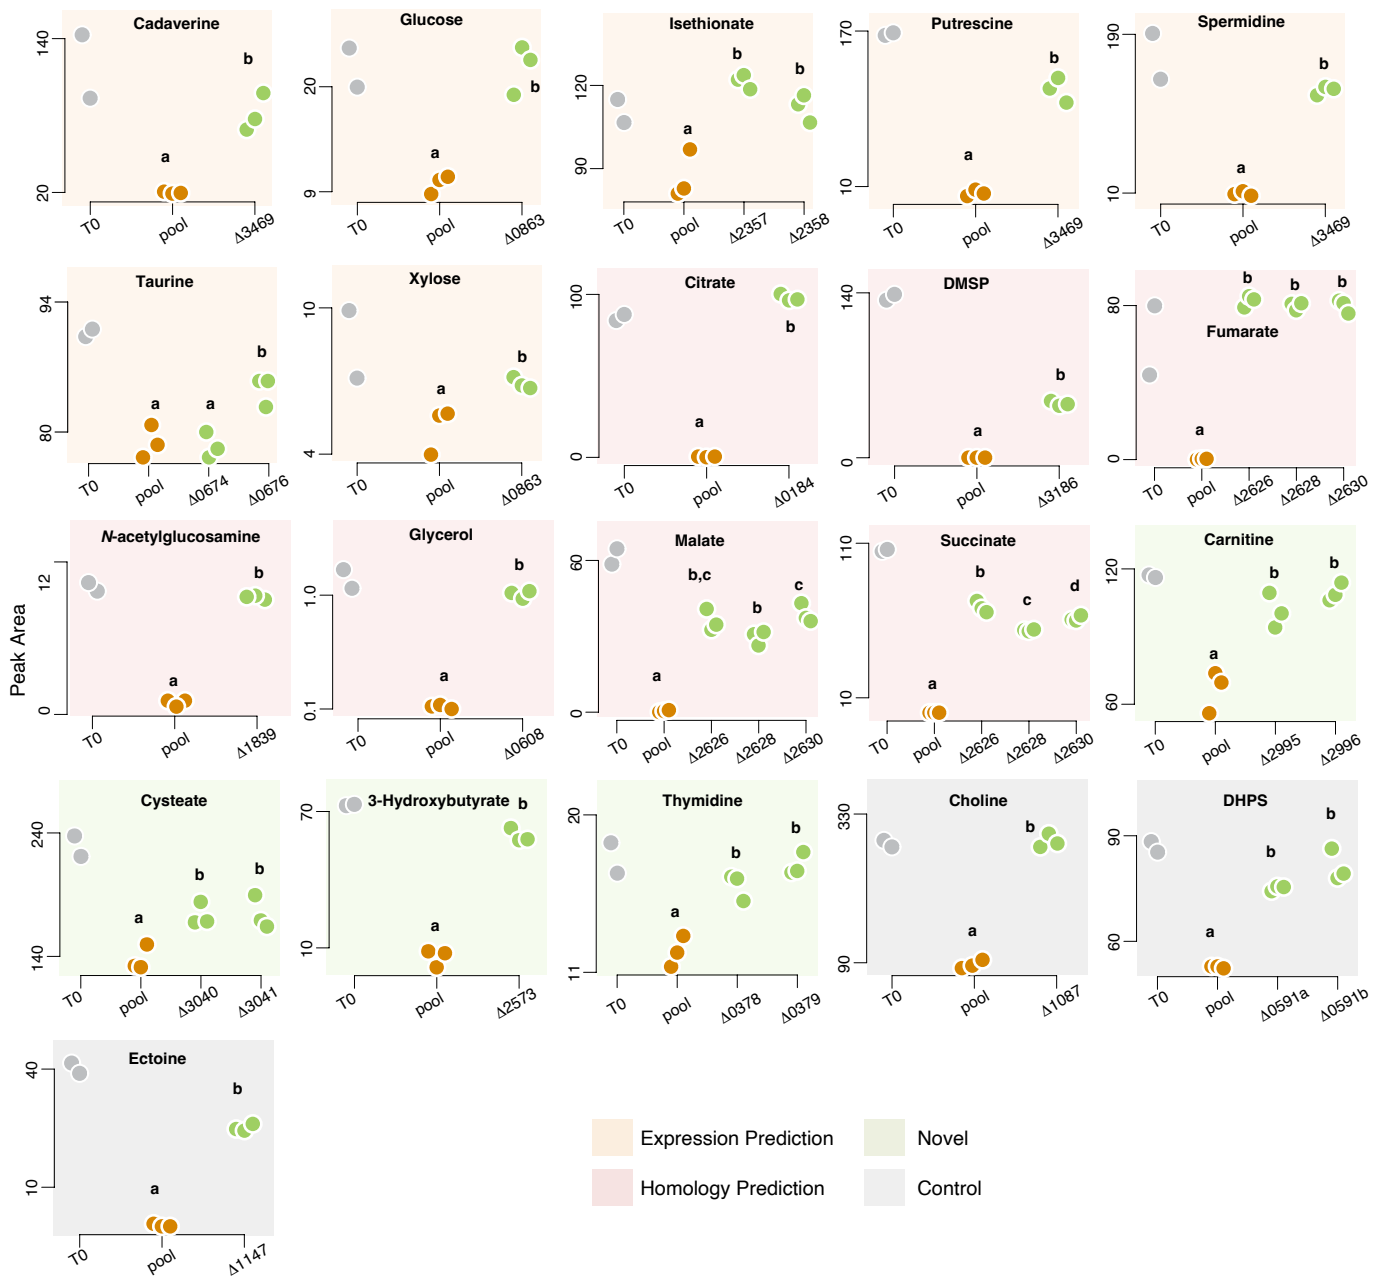 Cadaverine
140
20
b
a
T0
pool
Δ3469
Glucose
20
9
b
a
T0
pool
Δ0863
Isethionate
120
90
b
b
a
T0
pool
Δ2357
Δ2358
Putrescine
170
10
b
a
T0
pool
Δ3469
Spermidine
190
10
b
a
T0
pool
Δ3469
Taurine
94
80
b
a
a
T0
pool
Δ0674
Δ0676
Xylose
10
4
b
a
T0
pool
Δ0863
Citrate
100
0
b
a
T0
pool
Δ0184
DMSP
140
0
b
a
T0
pool
Δ3186
Fumarate
80
0
b
b
b
a
T0
pool
Δ2626
Δ2628
Δ2630
Peak Area
N-acetylglucosamine
12
0
b
a
T0
pool
Δ1839
Glycerol
1.0
0.1
b
a
T0
pool
Δ0608
Malate
60
0
b,c
b
c
a
T0
pool
Δ2626
Δ2628
Δ2630
Succinate
110
10
b
c
d
a
T0
pool
Δ2626
Δ2628
Δ2630
Carnitine
120
60
b
b
a
T0
pool
Δ2995
Δ2996
Cysteate
240
140
b
b
a
T0
pool
Δ3040
Δ3041
3-Hydroxybutyrate
70
10
b
a
T0
pool
Δ2573
Thymidine
20
11
b
b
a
T0
pool
Δ0378
Δ0379
Choline
330
90
b
a
T0
pool
Δ1087
DHPS
90
60
b
b
a
T0
pool
Δ0591a
Δ0591b
Ectoine
40
10
b
a
T0
pool
Δ1147
Expression Prediction
Novel
Homology Prediction
Control